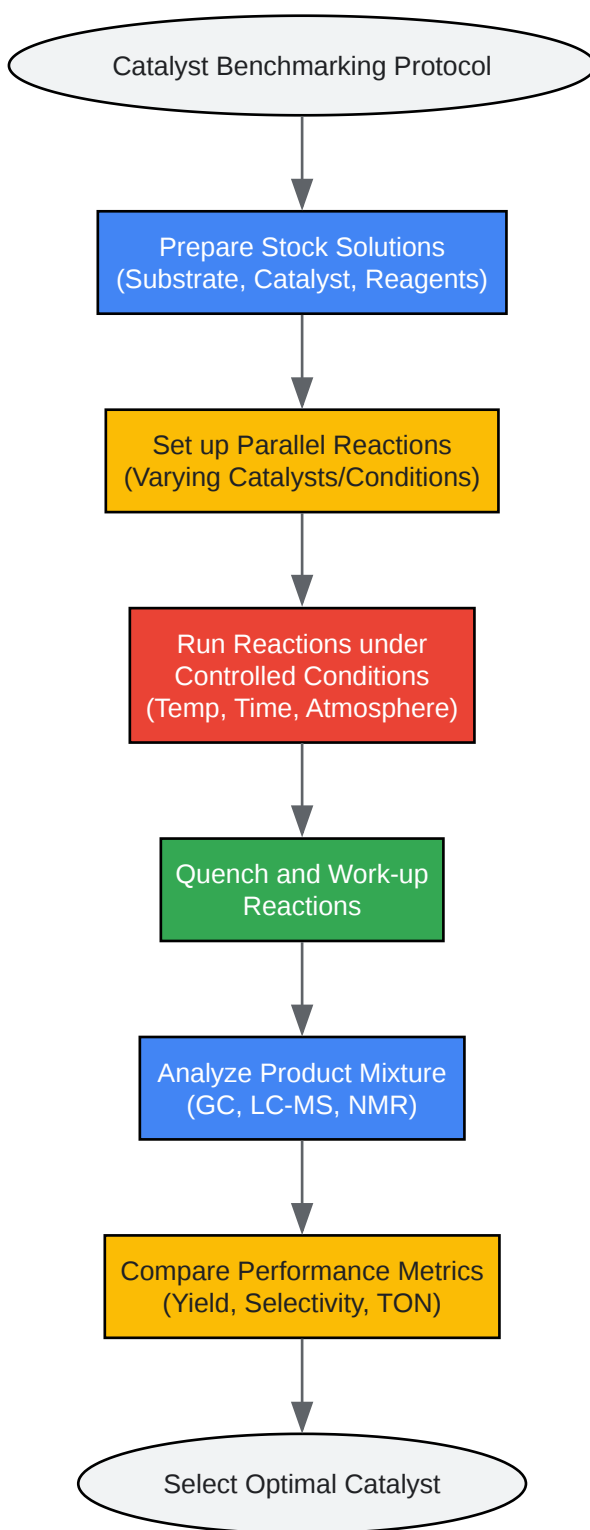 Catalyst Benchmarking Protocol
Prepare Stock Solutions
(Substrate, Catalyst, Reagents)
Set up Parallel Reactions
(Varying Catalysts/Conditions)
Run Reactions under
Controlled Conditions
(Temp, Time, Atmosphere)
Quench and Work-up
Reactions
Analyze Product Mixture
(GC, LC-MS, NMR)
Compare Performance Metrics
(Yield, Selectivity, TON)
Select Optimal Catalyst